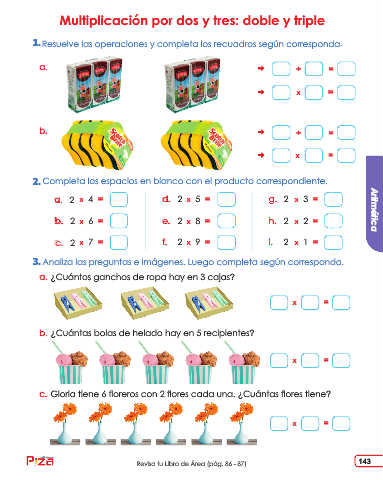 Multiplicación por dos y tres: doble y triple
1. Resuelve las operaciones y completa los recuadros según corresponda.
a. → + =
→ x =
b. → + =
→ x =
2. Completa los espacios en blanco con el producto correspondiente.
a. 2 x 4 = d. 2 x 5 = g. 2 x 3 =
b. 2 x 6 = e. 2 x 8 = h. 2 x 2 =
c. 2 x 7 = f. 2 x 9 = i. 2 x 1 =
Aritmética
3. Analiza las preguntas e imágenes. Luego completa según corresponda.
a. ¿Cuántos ganchos de ropa hay en 3 cajas?
x =
b. ¿Cuántas bolas de helado hay en 5 recipientes?
x =
c. Gloria tiene 6 floreros con 2 flores cada una. ¿Cuántas flores tiene?
x =
Revisa tu Libro de Área (pág. 86 - 87)
143